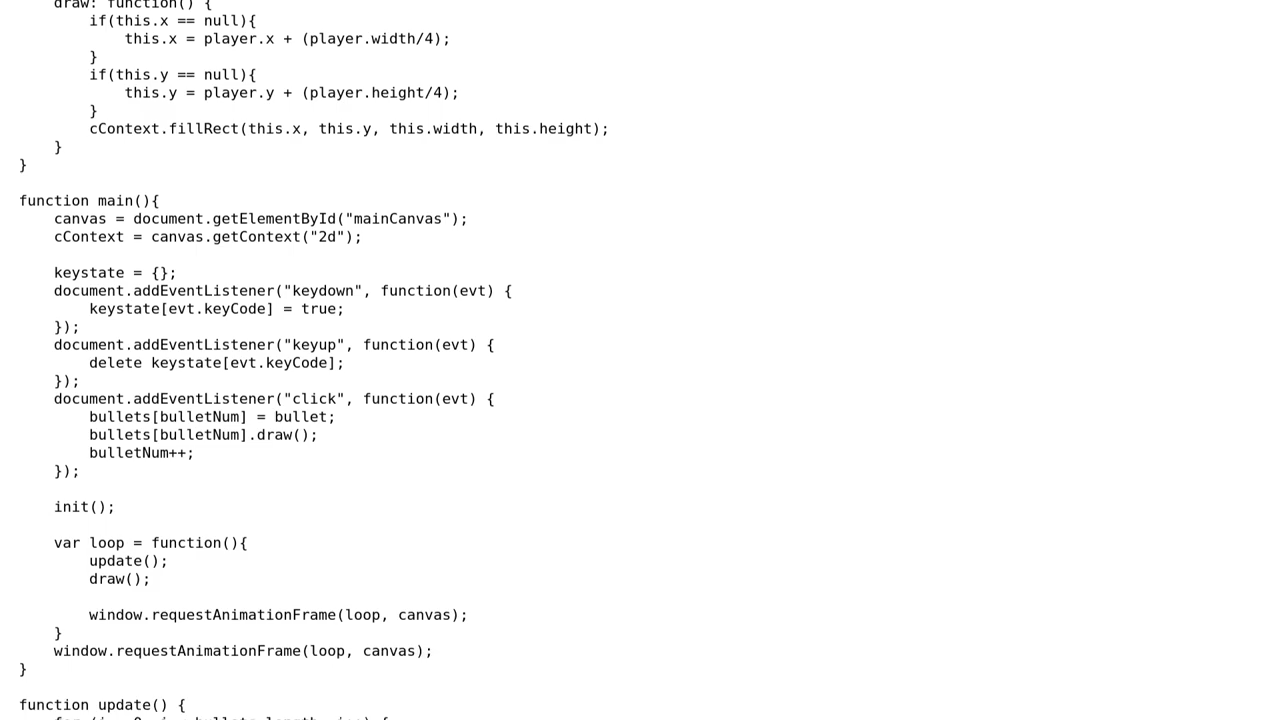 draw: function() {
if(this.x == null){
this.x = player.x + (player.width/4);
}
if(this.y == null){
this.y = player.y + (player.height/4);
}
cContext.fillRect(this.x, this.y, this.width, this.height);
}
}
function main(){
canvas = document.getElementById("mainCanvas");
cContext = canvas.getContext("2d");
keystate = {};
document.addEventListener("keydown", function(evt) {
keystate[evt.keyCode] = true;
});
document.addEventListener("keyup", function(evt) {
delete keystate[evt.keyCode];
});
document.addEventListener("click", function(evt) {
bullets[bulletNum] = bullet;
bullets[bulletNum].draw();
bulletNum++;
});
init();
var loop = function(){
update();
draw();
window.requestAnimationFrame(loop, canvas);
}
window.requestAnimationFrame(loop, canvas);
}
function update() {